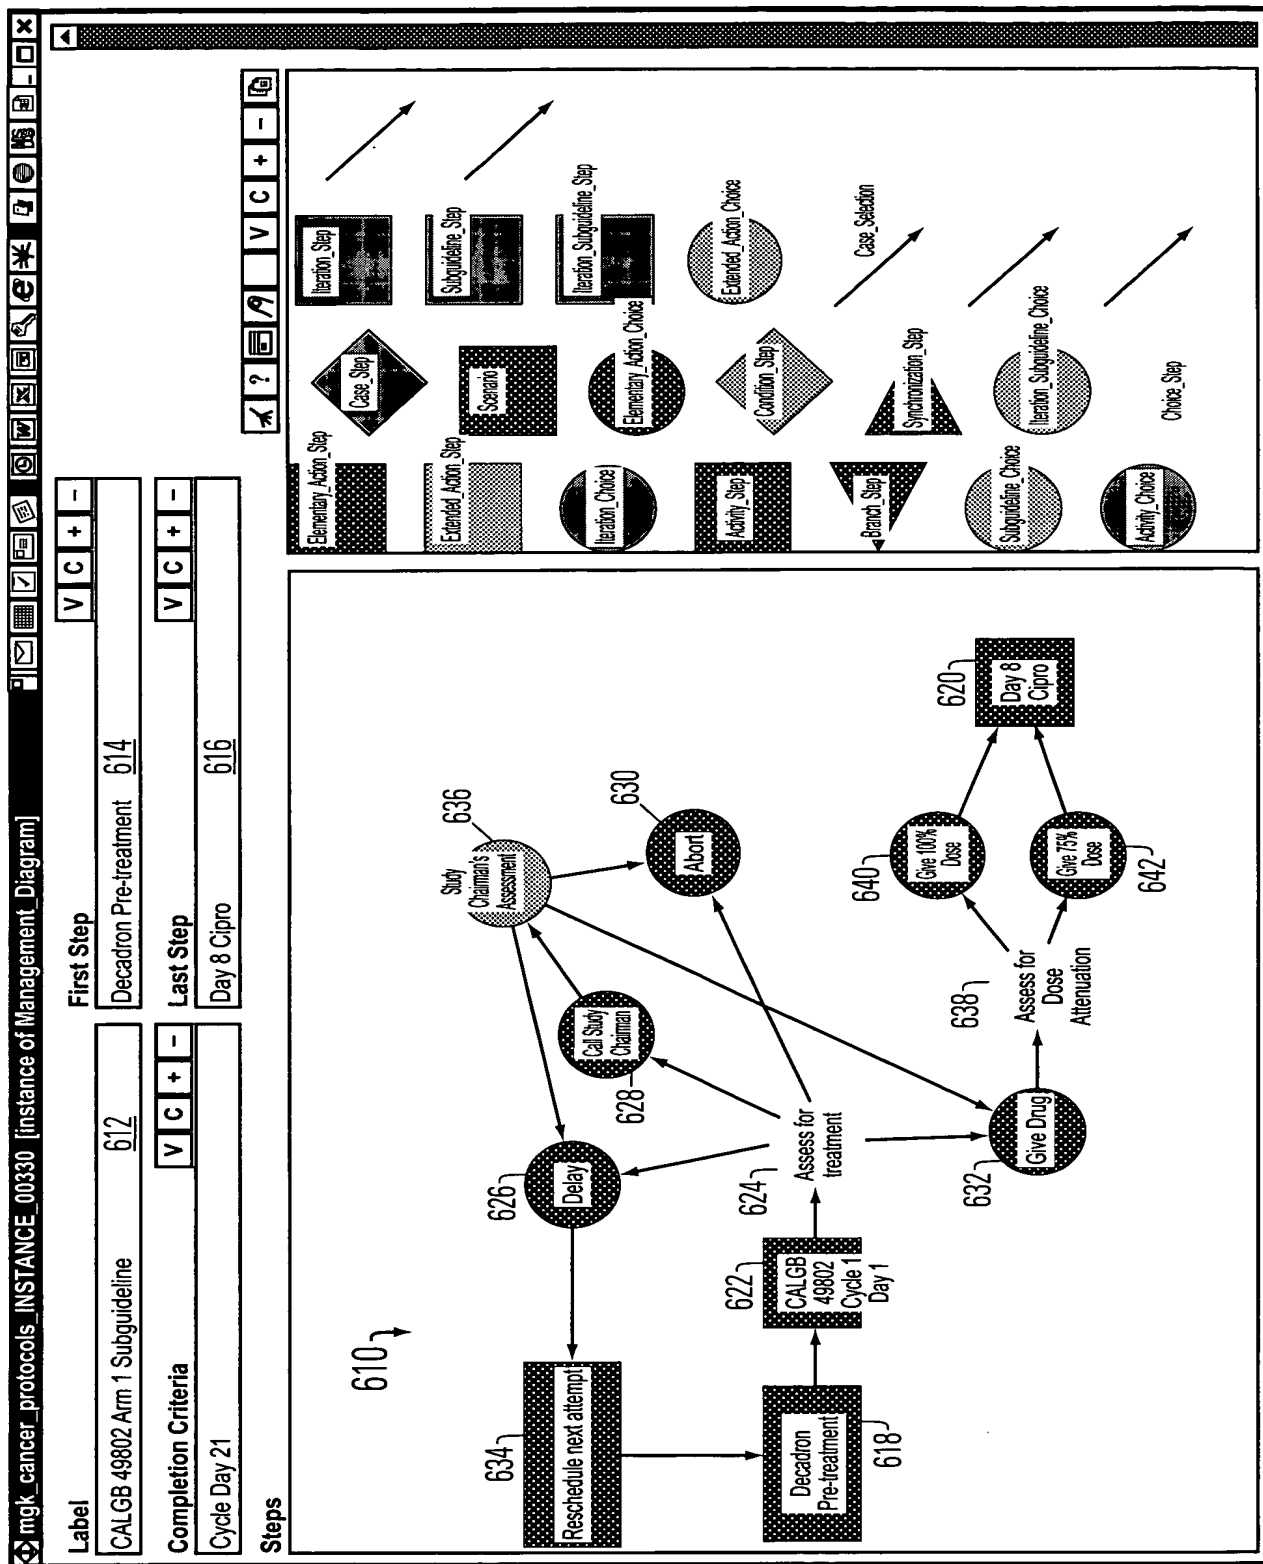 mgk_cancer_protocols_INSTANCE_00330 [instance of Management_Diagram]
Label
CALGB 49802 Arm 1 Subguideline 612
First Step
V C + -
Decadron Pre-treatment 614
Completion Criteria
V C + -
Cycle Day 21
Last Step
V C + -
Day 8 Cipro 616
Steps
? V C + -
610
634
Reschedule next attempt
626
Delay
628
Call Study
Chairman
636
Study
Chairman's
Assessment
630
Abort
Decadron
Pre-treatment
618
622
CALGB
49802
Cycle 1
Day 1
624
Assess for
treatment
632
Give Drug
638
Assess for
Dose
Attenuation
640
Give 100%
Dose
Give 75%
Dose
642
620
Day 8
Cipro
Elementary_Action_Step
Case_Step
Iteration_Step
Extended_Action_Step
Scenario
Subguideline_Step
Iteration_Choice
Elementary_Action_Choice
Iteration_Subguideline_Step
Activity_Step
Condition_Step
Extended_Action_Choice
Branch_Step
Synchronization_Step
Case_Selection
Subguideline_Choice
Iteration_Subguideline_Choice
Activity_Choice
Choice_Step